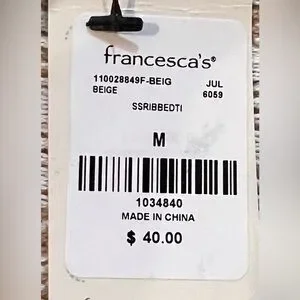 francesca's®
110028849F-BEIG JUL
BEIGE 6059
SSRIBBEDTI
M
1034840
MADE IN CHINA
$ 40.00